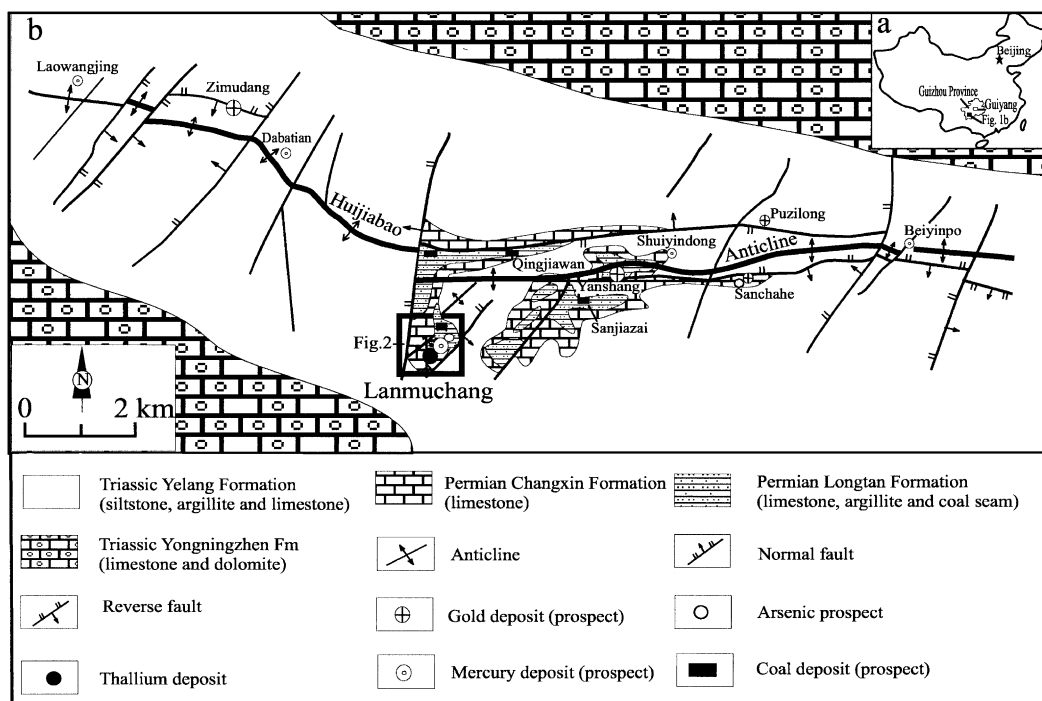 b
a
Beijing
Guizhou Province
Guiyang
Fig. 1b
Laowangjing
Zimudang
Dabatian
Huijiabao
Puzilong
Shuiyindong
Anticline
Beiyinpo
Qingjiawan
Yanshang
Sanchahe
Sanjiazai
Fig.2
Lanmuchang
N
0 2 km
Triassic Yelang Formation
(siltstone, argillite and limestone)
Permian Changxin Formation
(limestone)
Permian Longtan Formation
(limestone, argillite and coal seam)
Triassic Yongningzhen Fm
(limestone and dolomite)
Anticline
Normal fault
Reverse fault
Gold deposit (prospect)
Arsenic prospect
Thallium deposit
Mercury deposit (prospect)
Coal deposit (prospect)